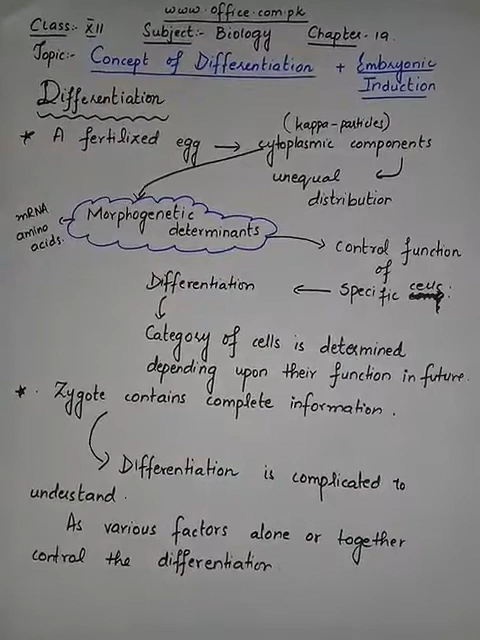 www.office.com.pk
Class:- XII Subject:- Biology Chapter- 19
Topic:- Concept of Differentiation + Embryonic
Induction
Differentiation
(kappa-particles)
* A fertilized egg → cytoplasmic components
unequal
distribution
mRNA
amino
acids.
Morphogenetic
determinants
control function
of
Differentiation ← specific cells:
Category of cells is determined
depending upon their function in future.
* . Zygote contains complete information.
Differentiation is complicated to
understand.
As various factors alone or together
control the differentiation.